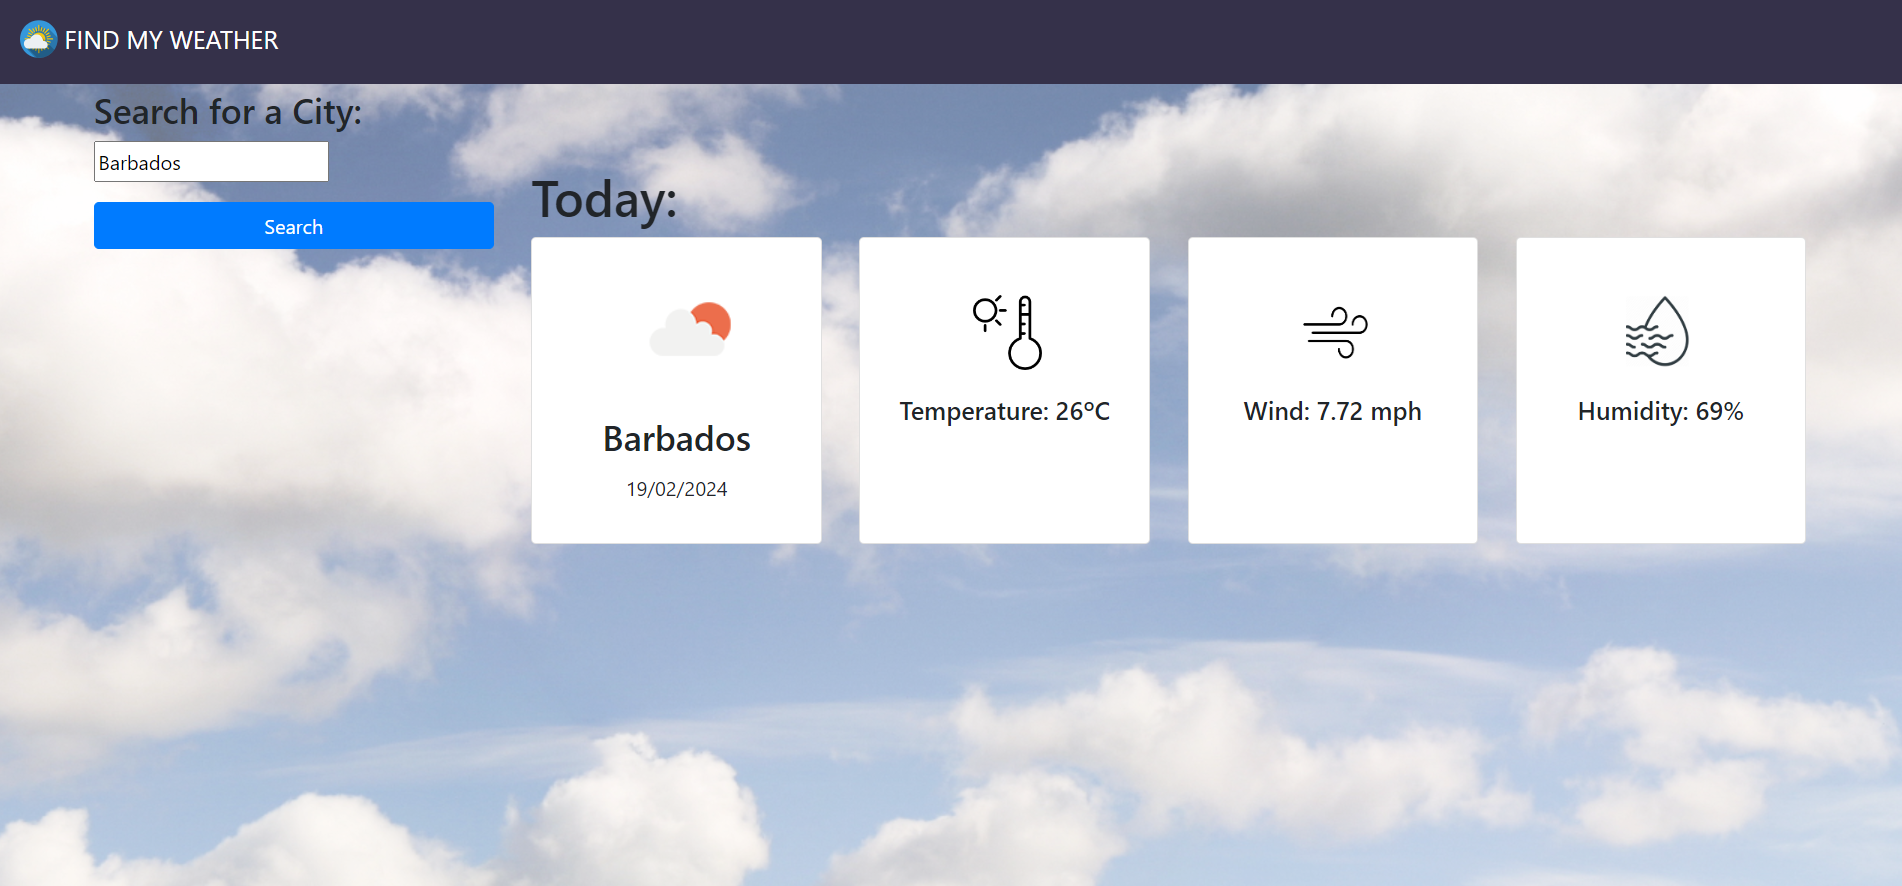 FIND MY WEATHER
Search for a City:
Barbados
Search
Today:
Barbados
19/02/2024
Temperature: 26ºC
Wind: 7.72 mph
Humidity: 69%